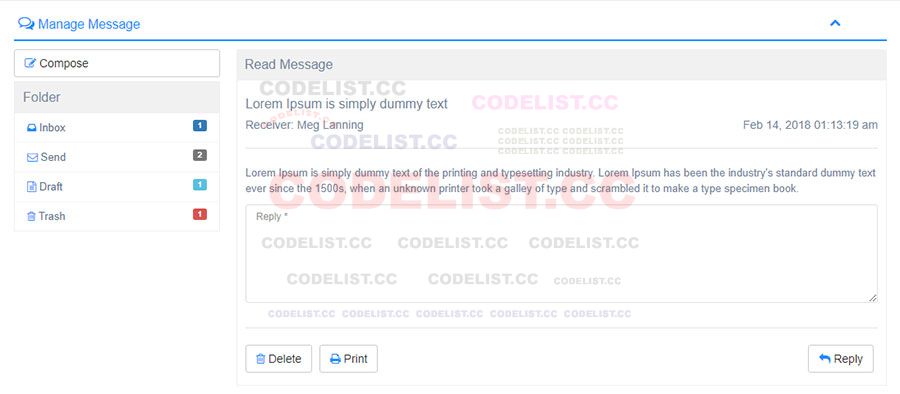 Manage Message
Compose
Folder
Inbox 1
Send 2
Draft 1
Trash 1
Read Message
CODELIST.CC
Lorem Ipsum is simply dummy text
CODELIST.CC
CODELIST.CC
Receiver: Meg Lanning
Feb 14, 2018 01:13:19 am
CODELIST.CC
CODELIST.CC CODELIST.CC
CODELIST.CC CODELIST.CC
CODELIST.CC CODELIST.CC
Lorem Ipsum is simply dummy text of the printing and typesetting industry. Lorem Ipsum has been the industry's standard dummy text
ever since the 1500s, when an unknown printer took a galley of type and scrambled it to make a type specimen book.
CODELIST.CC
Reply *
CODELIST.CC CODELIST.CC CODELIST.CC
CODELIST.CC CODELIST.CC CODELIST.CC
CODELIST.CC CODELIST.CC CODELIST.CC CODELIST.CC CODELIST.CC
Delete Print Reply